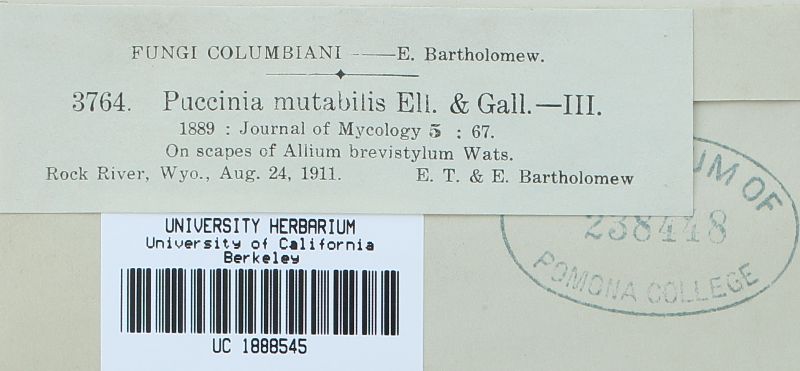 FUNGI COLUMBIANI ——E. Bartholomew.
3764. Puccinia mutabilis Ell. & Gall.—III.
1889 : Journal of Mycology 5 : 67.
On scapes of Allium brevistylum Wats.
Rock River, Wyo., Aug. 24, 1911. E. T. & E. Bartholomew
UNIVERSITY HERBARIUM
University of California
Berkeley
UC 1888545
OF
238448
POMONA COLLEGE